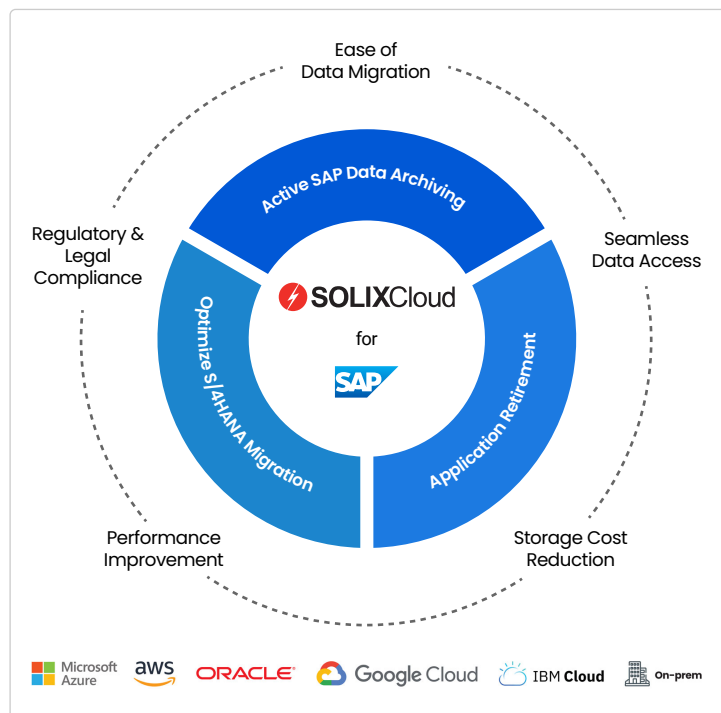 Ease of
Data Migration
Active SAP Data Archiving
Regulatory &
Legal
Compliance
Seamless
Data Access
SOLIXCloud
for
SAP
Optimize S/4HANA Migration
Application Retirement
Performance
Improvement
Storage Cost
Reduction
Microsoft
Azure
aws
ORACLE
Google Cloud
IBM Cloud
On-prem